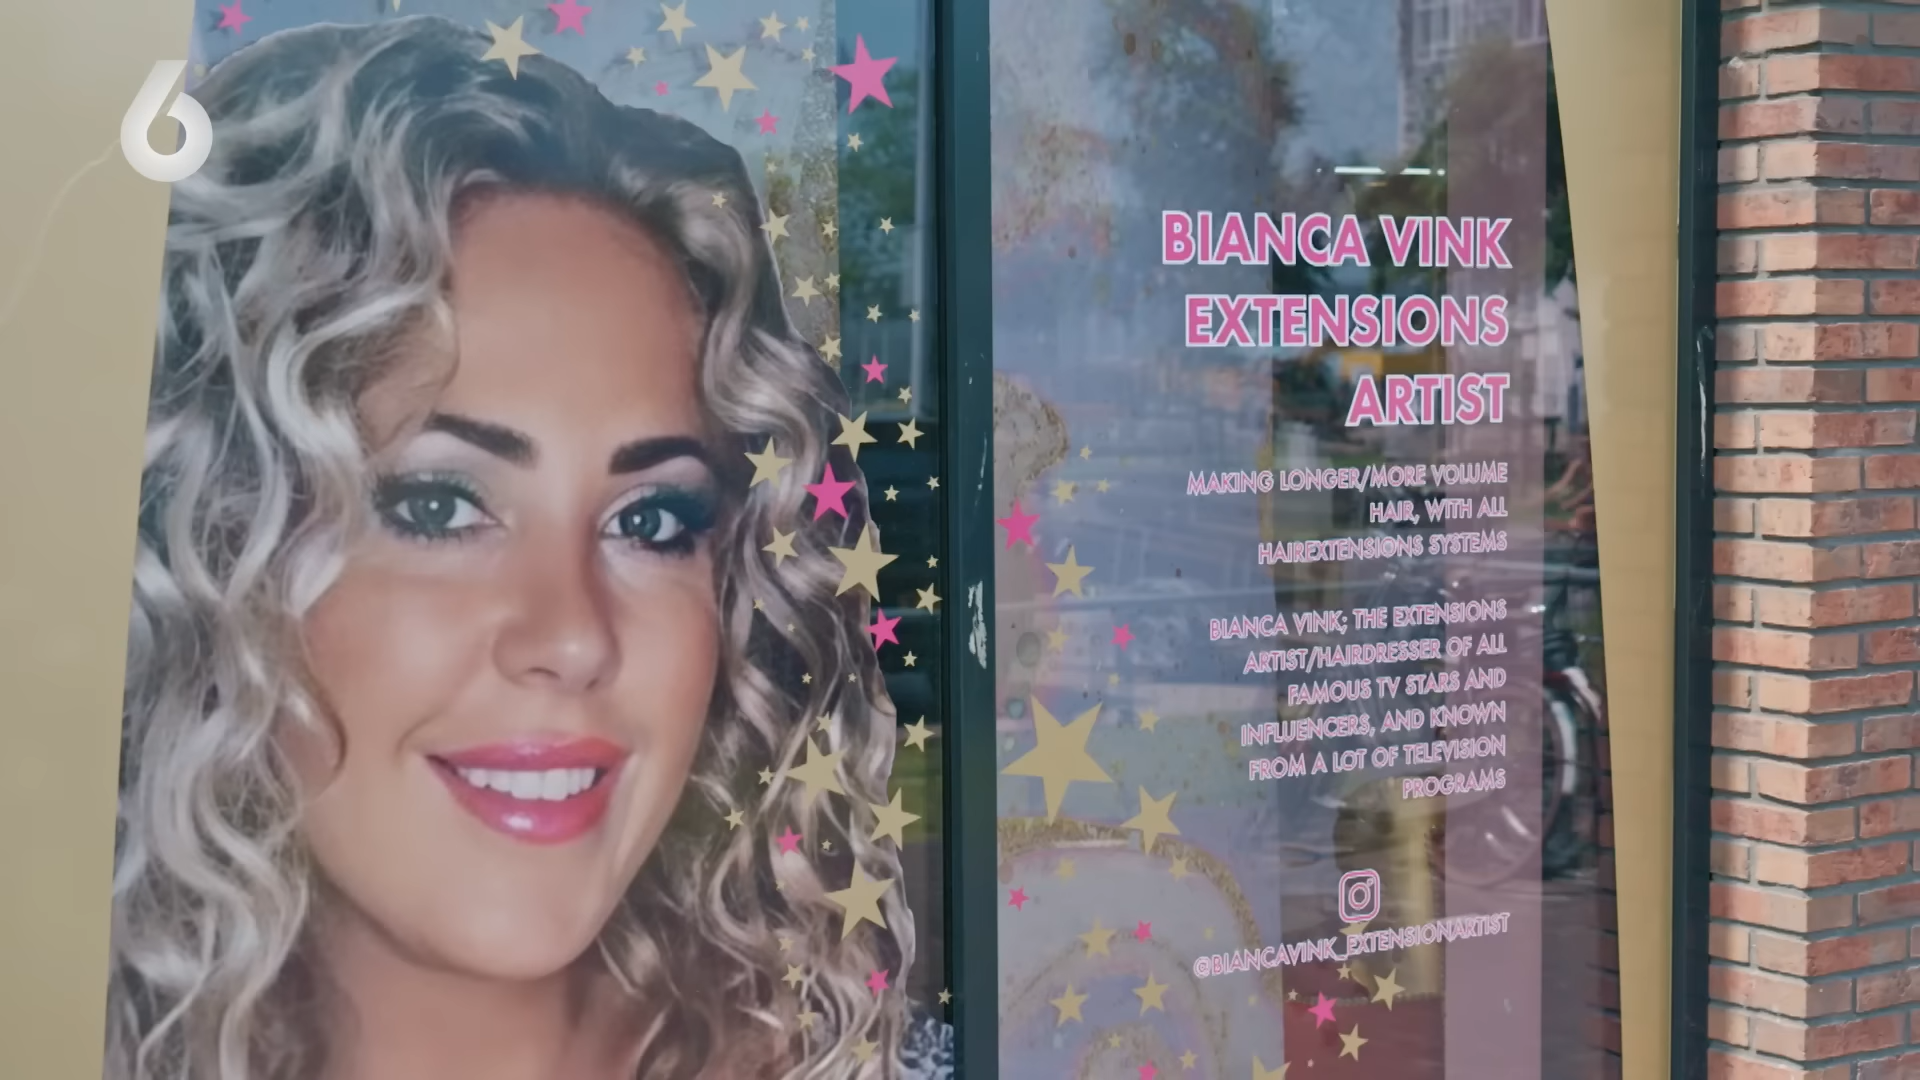 6
BIANCA VINK
EXTENSIONS
ARTIST
MAKING LONGER/MORE VOLUME
HAIR, WITH ALL
HAIREXTENSIONS SYSTEMS
BIANCA VINK; THE EXTENSIONS
ARTIST/HAIRDRESSER OF ALL
FAMOUS TV STARS AND
INFLUENCERS, AND KNOWN
FROM A LOT OF TELEVISION
PROGRAMS
@BIANCAVINK_EXTENSIONARTIST